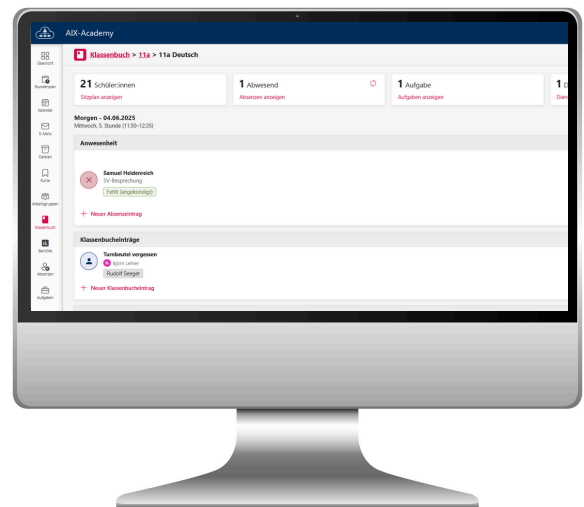 AIX-Academy
Übersicht
Stundenplan
Kalender
E-Mails
Dateien
Kurse
Arbeitsgruppen
Klassenbuch
Berichte
Absenzen
Aufgaben
Klassenbuch > 11a > 11a Deutsch
21 Schüler:innen
Sitzplan anzeigen
1 Abwesend
Absenzen anzeigen
1 Aufgabe
Aufgaben anzeigen
Morgen - 04.06.2025
Mittwoch, 5. Stunde (11:50-12:35)
Anwesenheit
Samuel Heidenreich
SV-Besprechung
Fehlt (angekündigt)
+ Neuer Absenzeintrag
Klassenbucheinträge
Turnbeutel vergessen
Björn Lehrer
Rudolf Seeger
+ Neuer Klassenbucheintrag